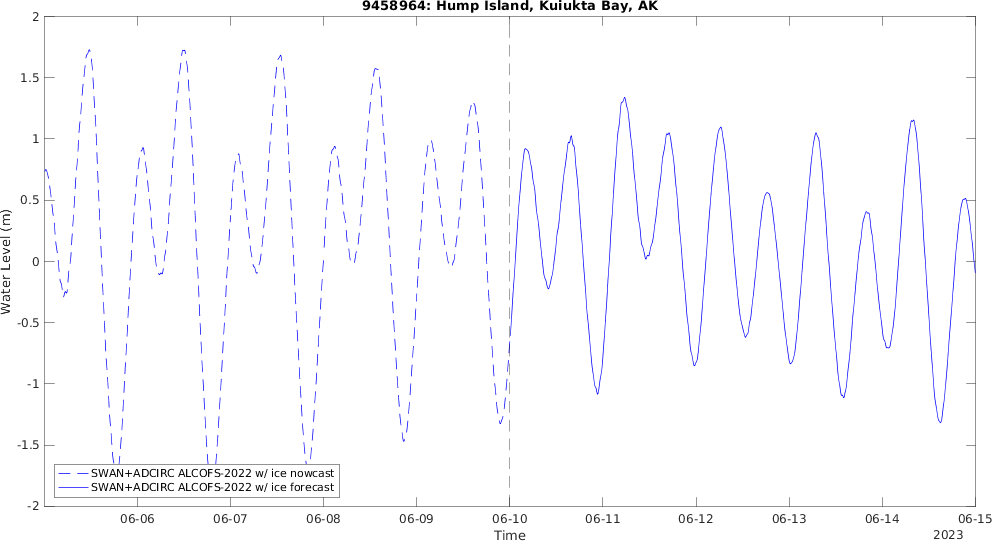 9458964: Hump Island, Kuiukta Bay, AK
2
1.5
1
0.5
0
-0.5
-1
-1.5
-2
Water Level (m)
SWAN+ADCIRC ALCOFS-2022 w/ ice nowcast
SWAN+ADCIRC ALCOFS-2022 w/ ice forecast
06-06 06-07 06-08 06-09 06-10 06-11 06-12 06-13 06-14 06-15
Time
2023